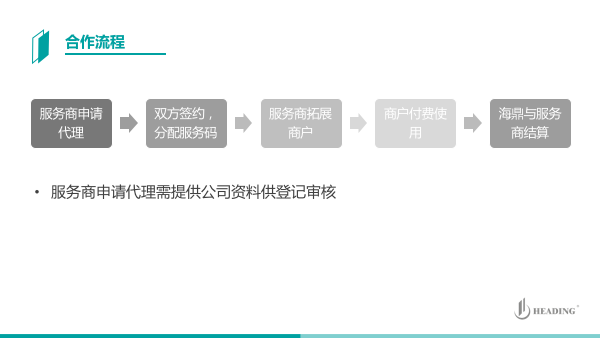 合作流程
服务商申请
代理
双方签约，
分配服务码
服务商拓展
商户
商户付费使
用
海鼎与服务
商结算
• 服务商申请代理需提供公司资料供登记审核
HEADING